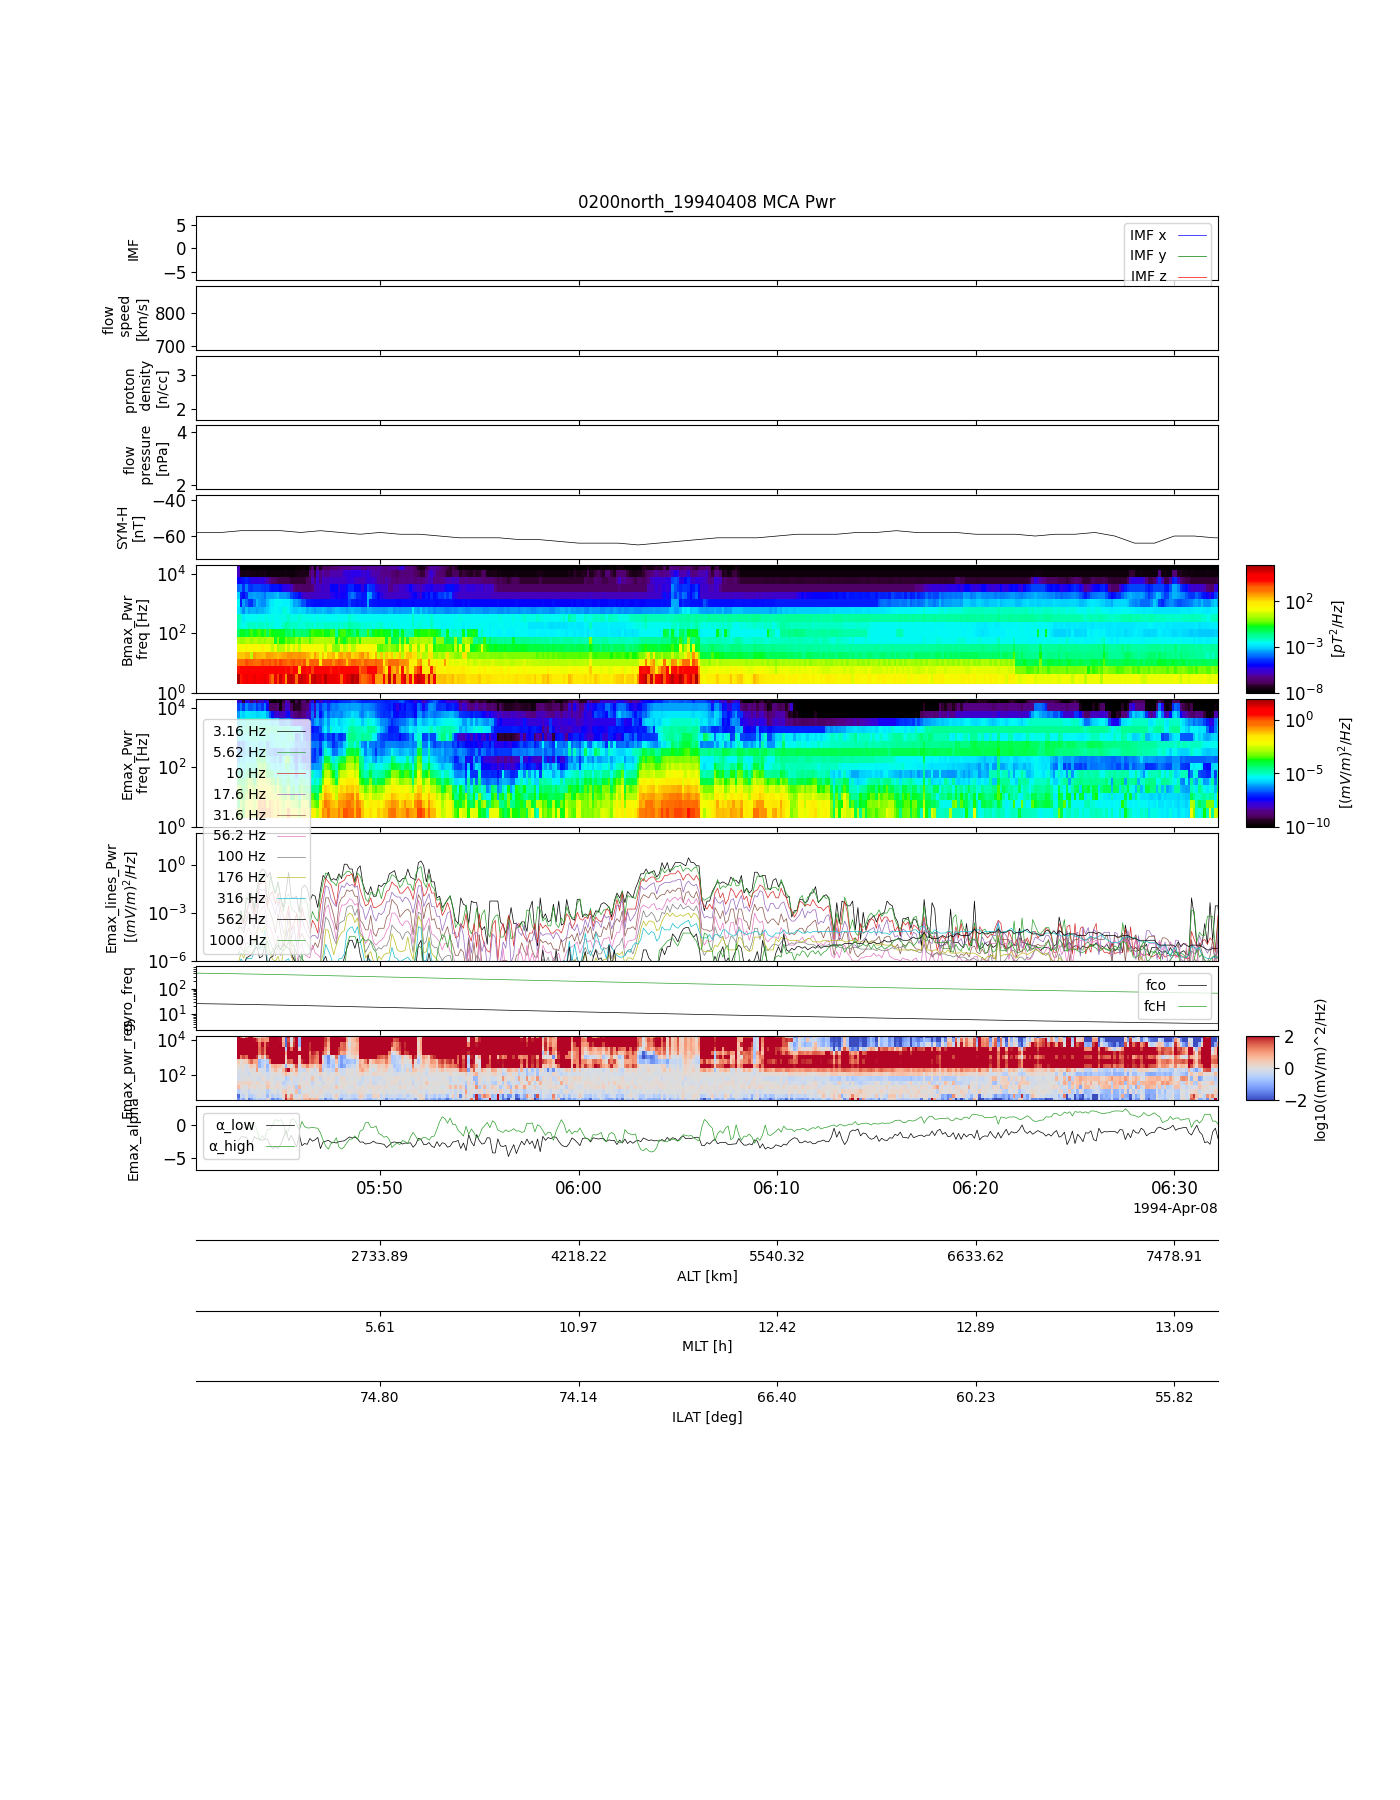 0200north_19940408 MCA Pwr
IMF
5
0
−5
IMF x
IMF y
IMF z
flow
speed
[km/s]
800
700
proton
density
[n/cc]
3
2
flow
pressure
[nPa]
4
2
SYM-H
[nT]
−40
−60
Bmax_Pwr
freq [Hz]
10^4
10^2
10^0
10^2
10^−3
10^−8
[pT^2/Hz]
Emax_Pwr
freq [Hz]
10^4
10^2
10^0
10^0
10^−5
10^−10
[(mV/m)^2/Hz]
3.16 Hz
5.62 Hz
10 Hz
17.6 Hz
31.6 Hz
56.2 Hz
100 Hz
176 Hz
316 Hz
562 Hz
1000 Hz
Emax_lines_Pwr
[(mV/m)^2/Hz]
10^0
10^−3
10^−6
gyro_freq
10^2
10^1
fco
fcH
10^4
10^2
2
0
−2
log10((mV/m)^2/Hz)
Emax_alpha
0
−5
α_low
α_high
05:50
06:00
06:10
06:20
06:30
1994-Apr-08
2733.89
4218.22
5540.32
6633.62
7478.91
ALT [km]
5.61
10.97
12.42
12.89
13.09
MLT [h]
74.80
74.14
66.40
60.23
55.82
ILAT [deg]